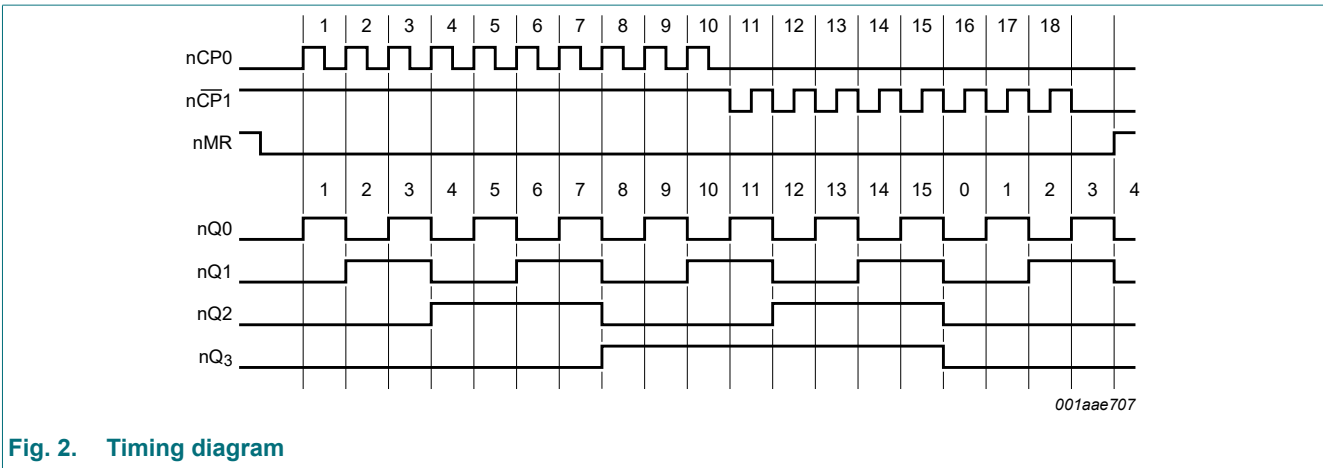 1 2 3 4 5 6 7 8 9 10 11 12 13 14 15 16 17 18
nCP0
nC̅P̅1
nMR
1 2 3 4 5 6 7 8 9 10 11 12 13 14 15 0 1 2 3 4
nQ0
nQ1
nQ2
nQ3
001aae707
Fig. 2. Timing diagram